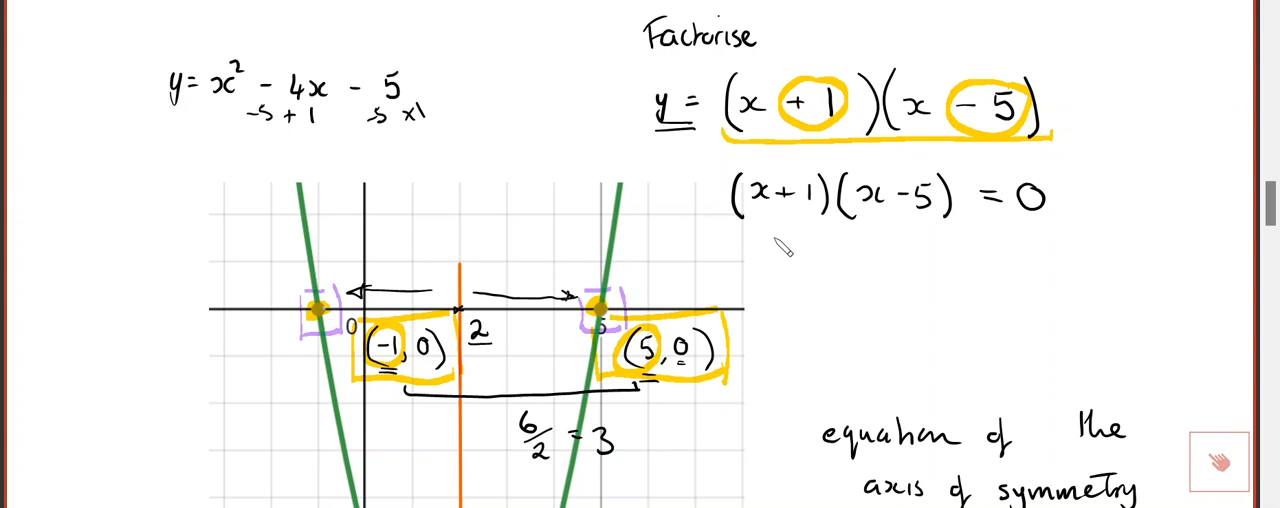 Factorise
y = x² - 4x - 5
-5 + 1 -5 x1
y = (x + 1)(x - 5)
(x + 1)(x - 5) = 0
0 2 5
(-1, 0) (5, 0)
6/2 = 3
equation of the
axis of symmetry